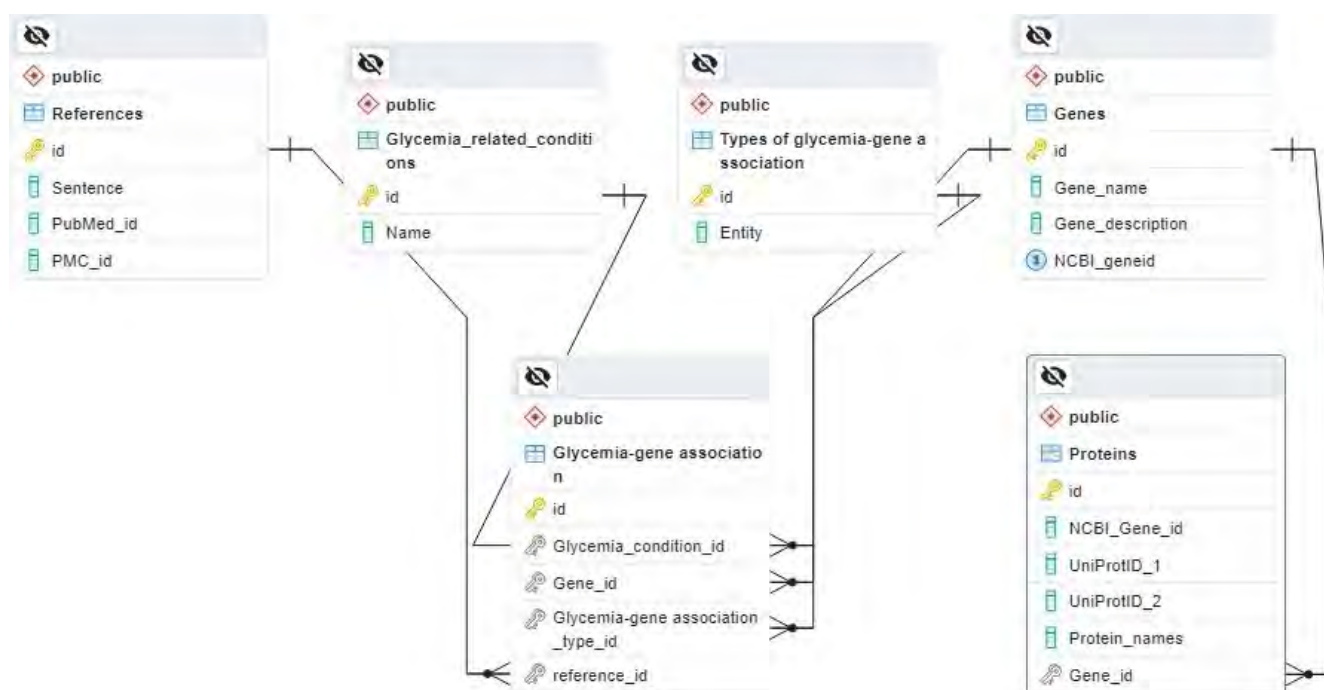 public
References
id
Sentence
PubMed_id
PMC_id
public
Glycemia_related_conditi
ons
id
Name
public
Types of glycemia-gene a
ssociation
id
Entity
public
Genes
id
Gene_name
Gene_description
NCBI_geneid
public
Glycemia-gene associatio
n
id
Glycemia_condition_id
Gene_id
Glycemia-gene association
_type_id
reference_id
public
Proteins
id
NCBI_Gene_id
UniProtID_1
UniProtID_2
Protein_names
Gene_id